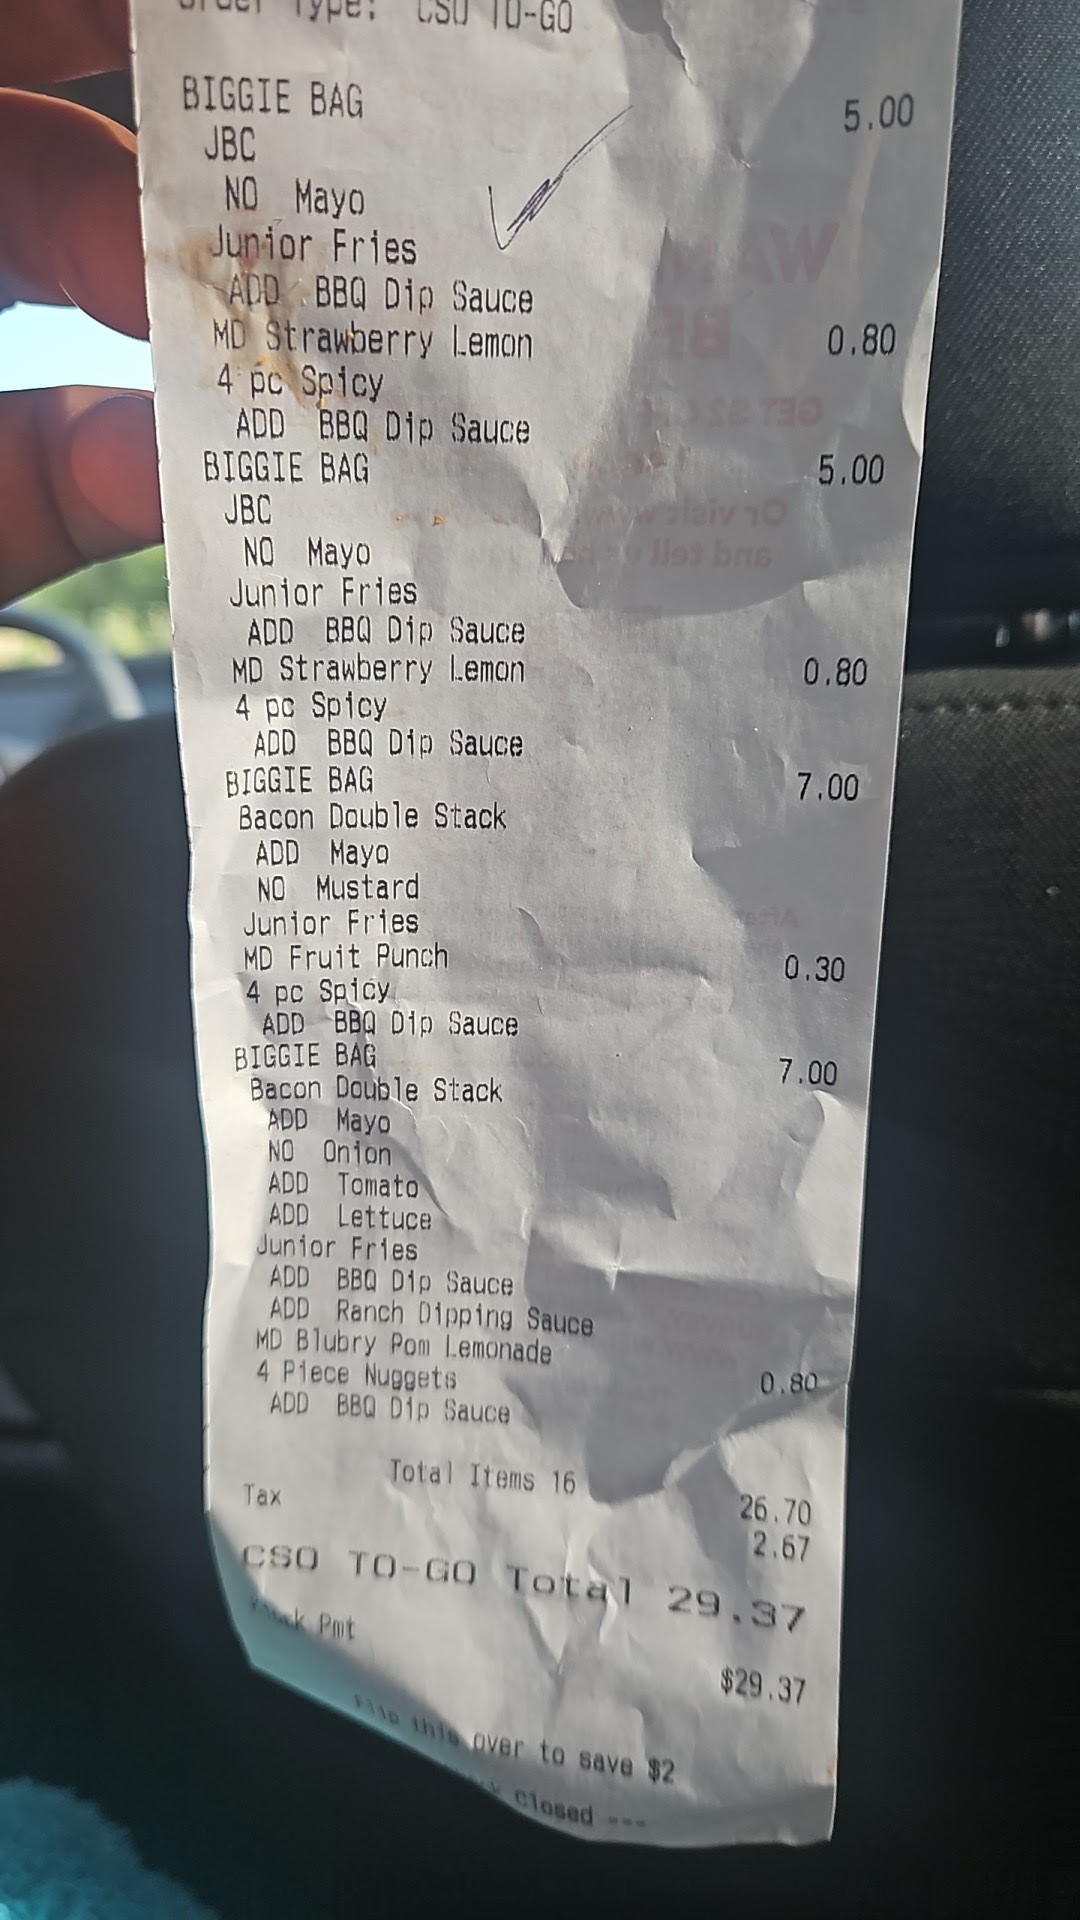 Order Type: CSO TO-GO
BIGGIE BAG 5.00
JBC
NO Mayo
Junior Fries
ADD BBQ Dip Sauce
MD Strawberry Lemon 0.80
4 pc Spicy
ADD BBQ Dip Sauce
BIGGIE BAG 5.00
JBC
NO Mayo
Junior Fries
ADD BBQ Dip Sauce
MD Strawberry Lemon 0.80
4 pc Spicy
ADD BBQ Dip Sauce
BIGGIE BAG 7.00
Bacon Double Stack
ADD Mayo
NO Mustard
Junior Fries
MD Fruit Punch 0.30
4 pc Spicy
ADD BBQ Dip Sauce
BIGGIE BAG 7.00
Bacon Double Stack
ADD Mayo
NO Onion
ADD Tomato
ADD Lettuce
Junior Fries
ADD BBQ Dip Sauce
ADD Ranch Dipping Sauce
MD Blubry Pom Lemonade 0.80
4 Piece Nuggets
ADD BBQ Dip Sauce
Total Items 16 26.70
Tax 2.67
CSO TO-GO Total 29.37
Pmt $29.37
Flip this over to save $2
Closed ---